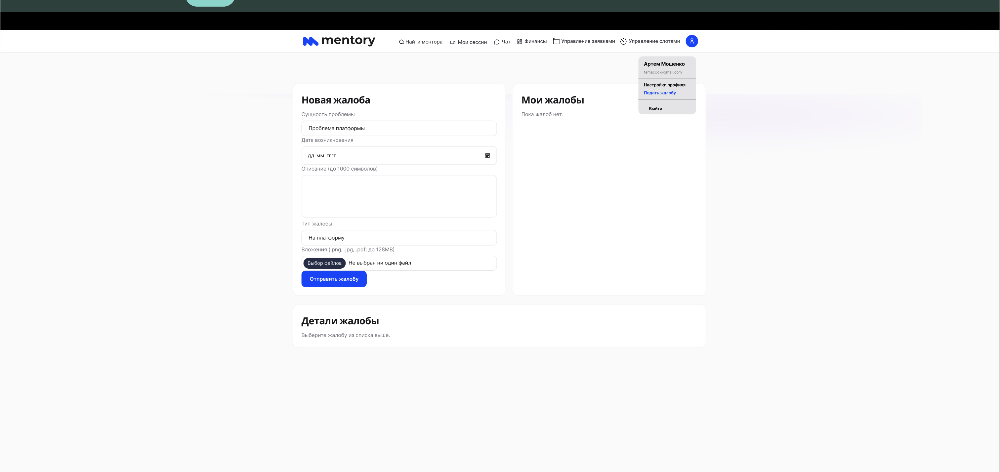 mentory
Найти ментора Мои сессии Чат Финансы Управление заявками Управление слотами
Артем Мошенко
temacool@gmail.com
Настройки профиля
Подать жалобу
Выйти
Новая жалоба
Сущность проблемы
Проблема платформы
Дата возникновения
дд.мм.гггг
Описание (до 1000 символов)
Тип жалобы
На платформу
Вложения (.png, .jpg, .pdf; до 128MB)
Выбор файлов Не выбран ни один файл
Отправить жалобу
Мои жалобы
Пока жалоб нет.
Детали жалобы
Выберите жалобу из списка выше.